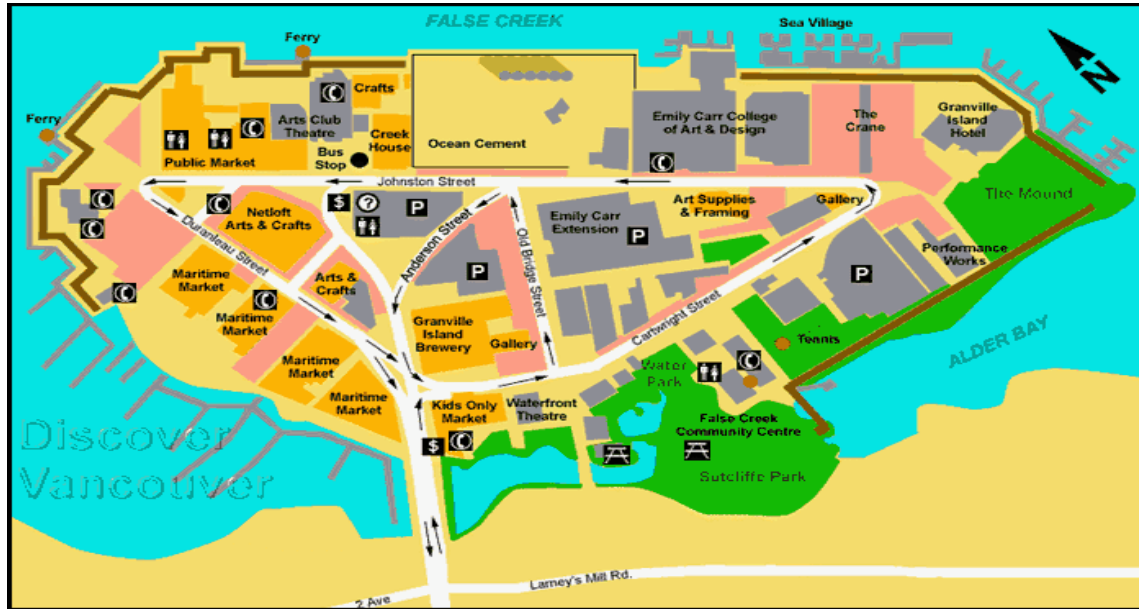 FALSE CREEK
Sea Village
Ferry
Ferry
N
Crafts
Arts Club
Theatre
Creek
House
Bus
Stop
Public Market
Ocean Cement
Emily Carr College
of Art & Design
The
Crane
Granville
Island
Hotel
The Mound
Johnston Street
$
?
P
Netloft
Arts & Crafts
Duranleau Street
Anderson Street
Old Bridge Street
Emily Carr
Extension
P
Art Supplies
& Framing
Gallery
Performance
Works
P
P
Maritime
Market
Arts &
Crafts
Maritime
Market
Maritime
Market
Maritime
Market
Granville
Island
Brewery
Gallery
Cartwright Street
Tennis
ALDER BAY
Water
Park
Kids Only
Market
Waterfront
Theatre
$
False Creek
Community Centre
Sutcliffe Park
Discover
Vancouver
Lamey's Mill Rd.
2 Ave